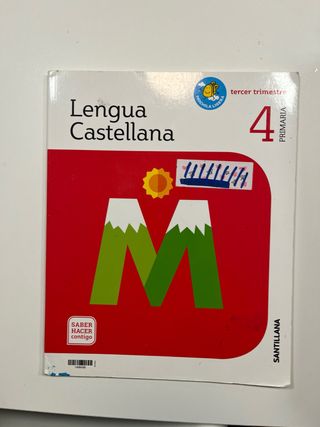 tercer trimestre
Lengua
Castellana
4
PRIMARIA
M
SABER
HACER
contigo
SANTILLANA